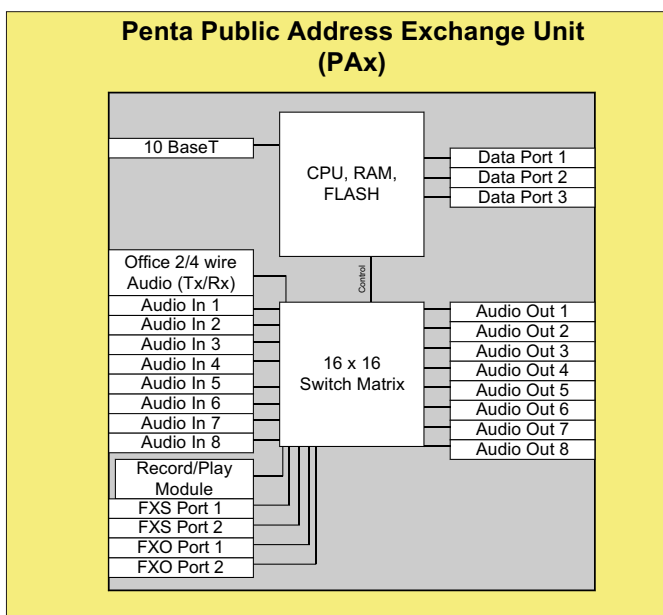 Penta Public Address Exchange Unit
(PAx)
10 BaseT
CPU, RAM,
FLASH
Data Port 1
Data Port 2
Data Port 3
Control
Office 2/4 wire
Audio (Tx/Rx)
Audio In 1
Audio In 2
Audio In 3
Audio In 4
Audio In 5
Audio In 6
Audio In 7
Audio In 8
16 x 16
Switch Matrix
Audio Out 1
Audio Out 2
Audio Out 3
Audio Out 4
Audio Out 5
Audio Out 6
Audio Out 7
Audio Out 8
Record/Play
Module
FXS Port 1
FXS Port 2
FXO Port 1
FXO Port 2